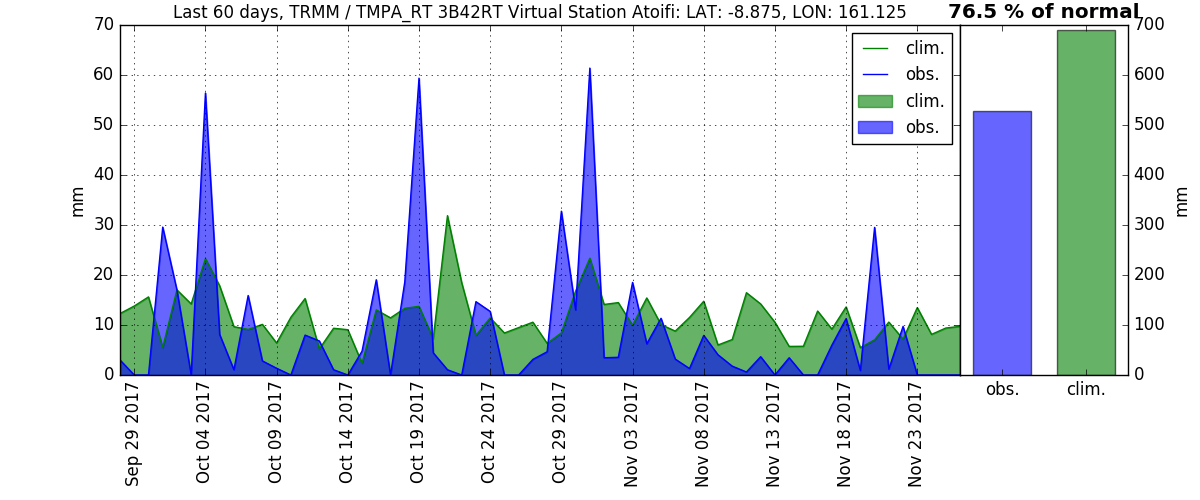 Last 60 days, TRMM / TMPA_RT 3B42RT Virtual Station Atoifi: LAT: -8.875, LON: 161.125
76.5 % of normal
70
60
50
40
30
20
10
0
mm
clim.
obs.
clim.
obs.
Sep 29 2017
Oct 04 2017
Oct 09 2017
Oct 14 2017
Oct 19 2017
Oct 24 2017
Oct 29 2017
Nov 03 2017
Nov 08 2017
Nov 13 2017
Nov 18 2017
Nov 23 2017
700
600
500
400
300
200
100
0
mm
obs.
clim.